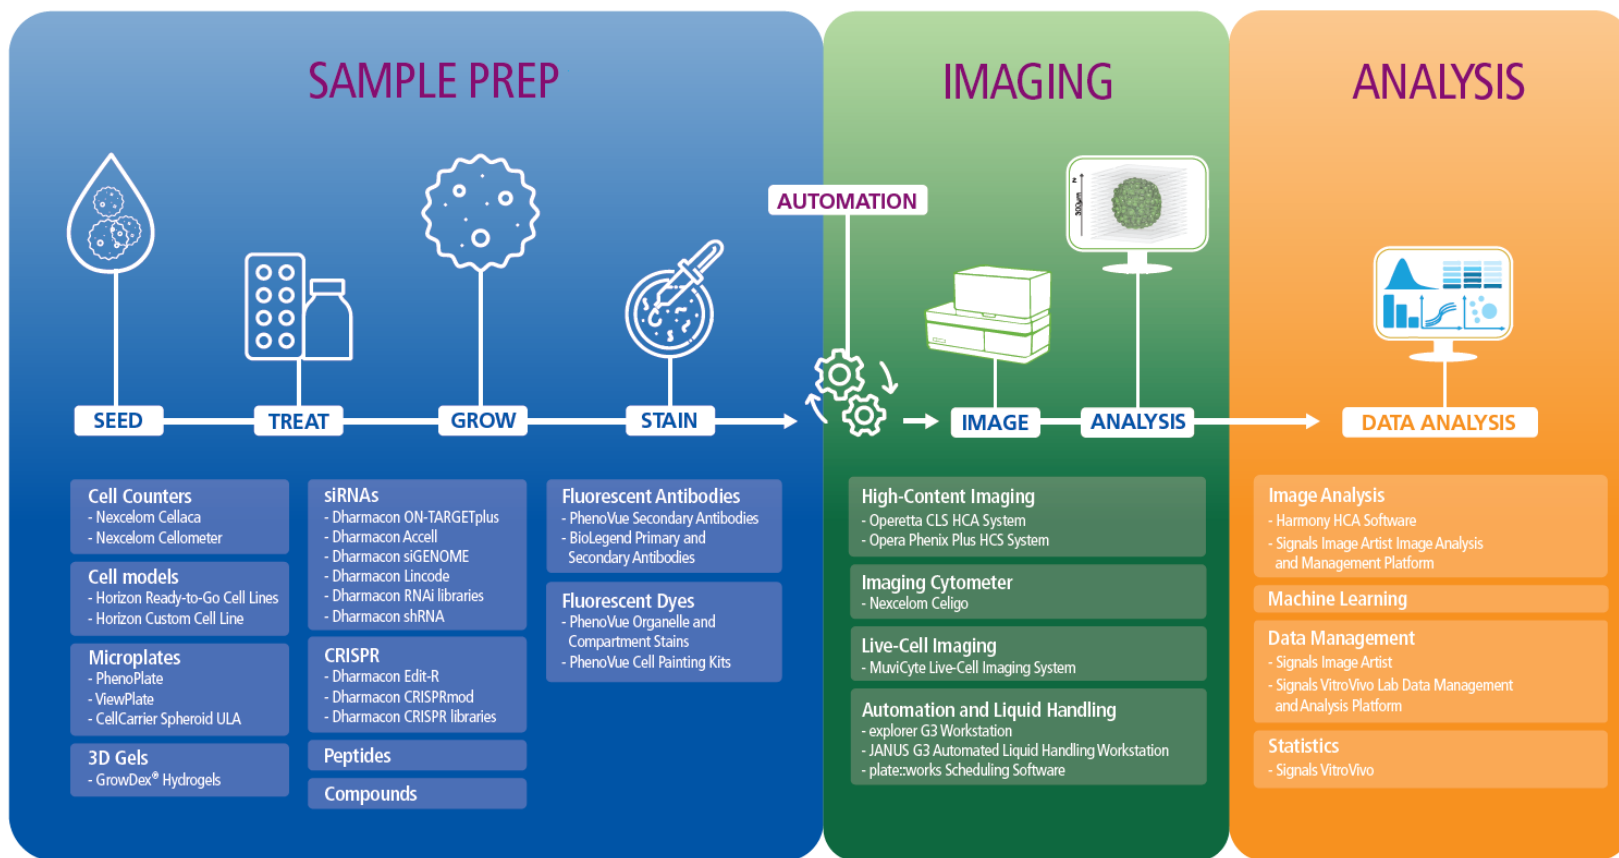 SAMPLE PREP
IMAGING
ANALYSIS
AUTOMATION
z
300µm
SEED
TREAT
GROW
STAIN
IMAGE
ANALYSIS
DATA ANALYSIS
Cell Counters
- Nexcelom Cellaca
- Nexcelom Cellometer
Cell models
- Horizon Ready-to-Go Cell Lines
- Horizon Custom Cell Line
Microplates
- PhenoPlate
- ViewPlate
- CellCarrier Spheroid ULA
3D Gels
- GrowDex® Hydrogels
siRNAs
- Dharmacon ON-TARGETplus
- Dharmacon Accell
- Dharmacon siGENOME
- Dharmacon Lincode
- Dharmacon RNAi libraries
- Dharmacon shRNA
CRISPR
- Dharmacon Edit-R
- Dharmacon CRISPRmod
- Dharmacon CRISPR libraries
Peptides
Compounds
Fluorescent Antibodies
- PhenoVue Secondary Antibodies
- BioLegend Primary and
Secondary Antibodies
Fluorescent Dyes
- PhenoVue Organelle and
Compartment Stains
- PhenoVue Cell Painting Kits
High-Content Imaging
- Operetta CLS HCA System
- Opera Phenix Plus HCS System
Imaging Cytometer
- Nexcelom Celigo
Live-Cell Imaging
- MuviCyte Live-Cell Imaging System
Automation and Liquid Handling
- explorer G3 Workstation
- JANUS G3 Automated Liquid Handling Workstation
- plate::works Scheduling Software
Image Analysis
- Harmony HCA Software
- Signals Image Artist Image Analysis
and Management Platform
Machine Learning
Data Management
- Signals Image Artist
- Signals VitroVivo Lab Data Management
and Analysis Platform
Statistics
- Signals VitroVivo